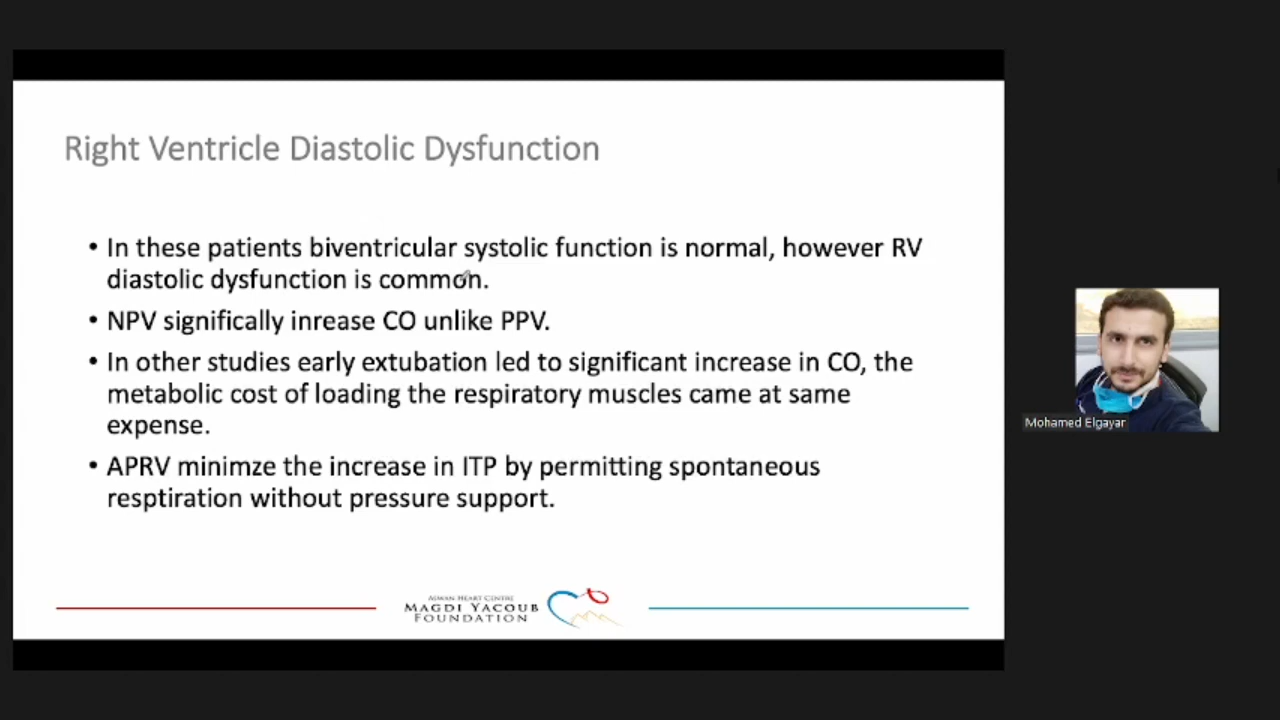 Right Ventricle Diastolic Dysfunction
• In these patients biventricular systolic function is normal, however RV
diastolic dysfunction is common.
• NPV significally inrease CO unlike PPV.
• In other studies early extubation led to significant increase in CO, the
metabolic cost of loading the respiratory muscles came at same
expense.
• APRV minimze the increase in ITP by permitting spontaneous
resptiration without pressure support.
ASWAN HEART CENTRE
MAGDI YACOUB
FOUNDATION
Mohamed Elgayar